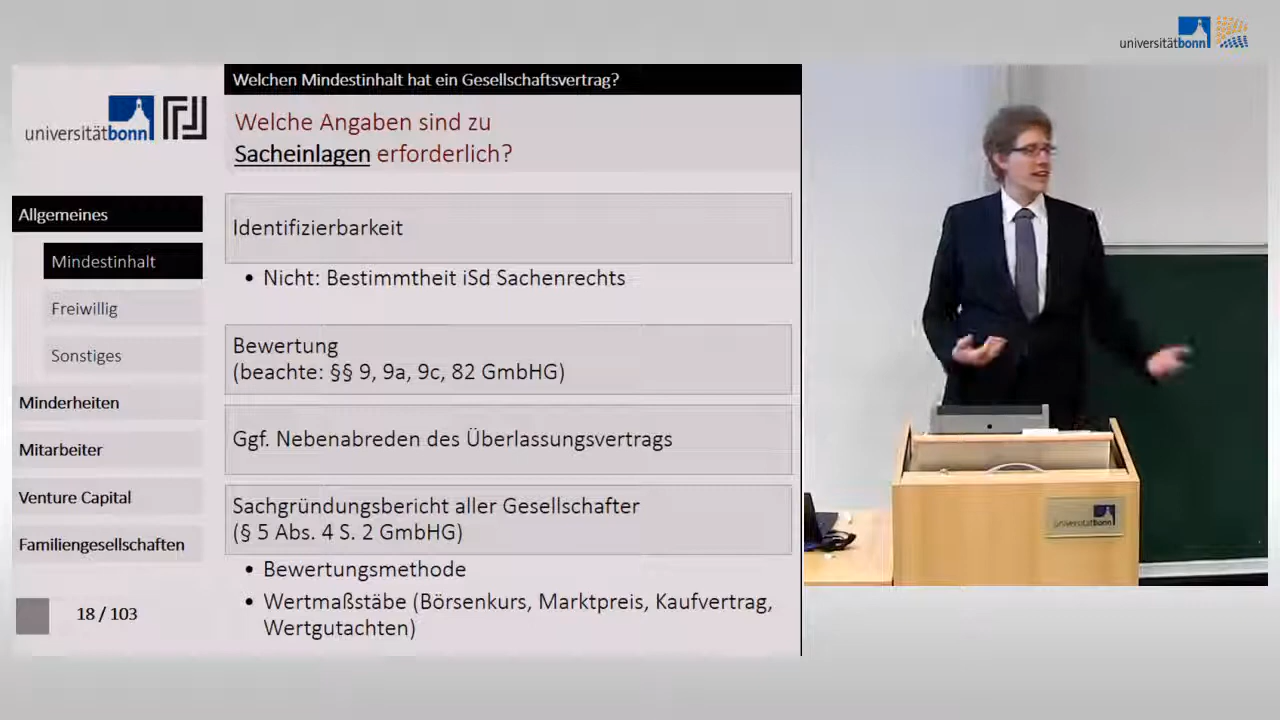 universitätbonn
Welchen Mindestinhalt hat ein Gesellschaftsvertrag?
universitätbonn
Welche Angaben sind zu
Sacheinlagen erforderlich?
Allgemeines
Mindestinhalt
Freiwillig
Sonstiges
Minderheiten
Mitarbeiter
Venture Capital
Familiengesellschaften
18 / 103
Identifizierbarkeit
• Nicht: Bestimmtheit iSd Sachenrechts
Bewertung
(beachte: §§ 9, 9a, 9c, 82 GmbHG)
Ggf. Nebenabreden des Überlassungsvertrags
Sachgründungsbericht aller Gesellschafter
(§ 5 Abs. 4 S. 2 GmbHG)
• Bewertungsmethode
• Wertmaßstäbe (Börsenkurs, Marktpreis, Kaufvertrag,
Wertgutachten)
universitätbonn